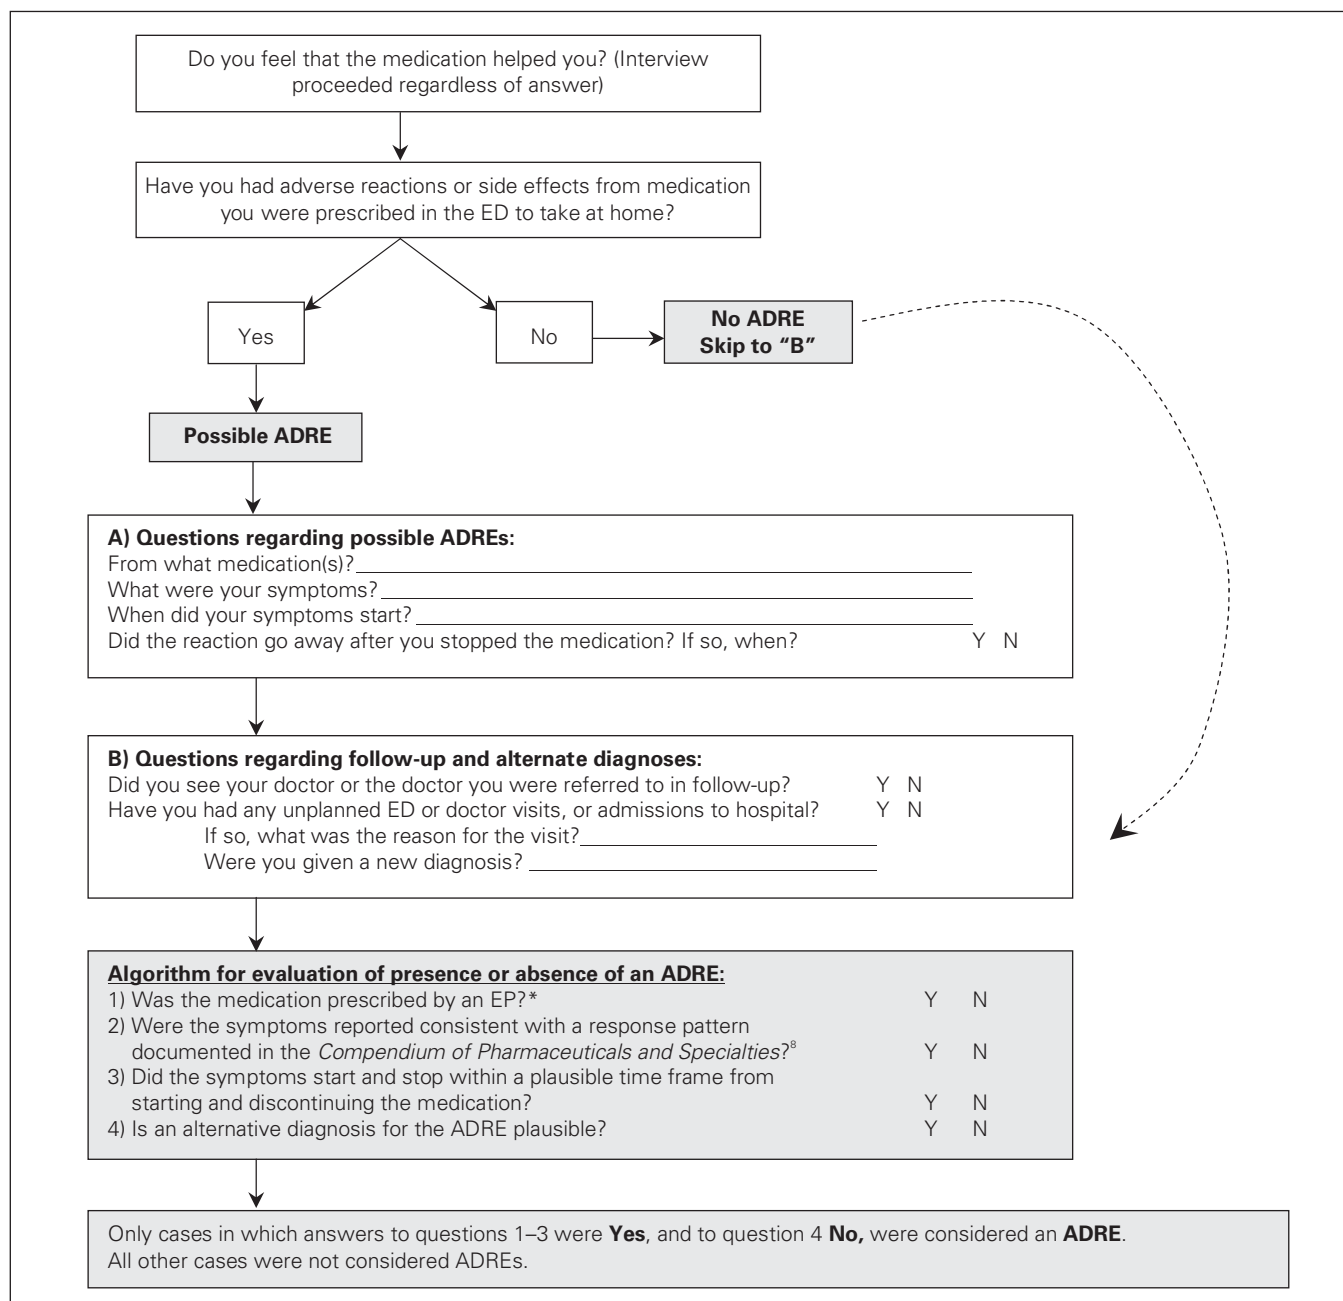 Do you feel that the medication helped you? (Interview
proceeded regardless of answer)
Have you had adverse reactions or side effects from medication
you were prescribed in the ED to take at home?
Yes
No
No ADRE
Skip to “B”
Possible ADRE
A) Questions regarding possible ADREs:
From what medication(s)?
What were your symptoms?
When did your symptoms start?
Did the reaction go away after you stopped the medication? If so, when? Y N
B) Questions regarding follow-up and alternate diagnoses:
Did you see your doctor or the doctor you were referred to in follow-up? Y N
Have you had any unplanned ED or doctor visits, or admissions to hospital? Y N
If so, what was the reason for the visit?
Were you given a new diagnosis?
Algorithm for evaluation of presence or absence of an ADRE:
1) Was the medication prescribed by an EP?* Y N
2) Were the symptoms reported consistent with a response pattern
documented in the Compendium of Pharmaceuticals and Specialties?⁸ Y N
3) Did the symptoms start and stop within a plausible time frame from
starting and discontinuing the medication? Y N
4) Is an alternative diagnosis for the ADRE plausible? Y N
Only cases in which answers to questions 1–3 were Yes, and to question 4 No, were considered an ADRE.
All other cases were not considered ADREs.